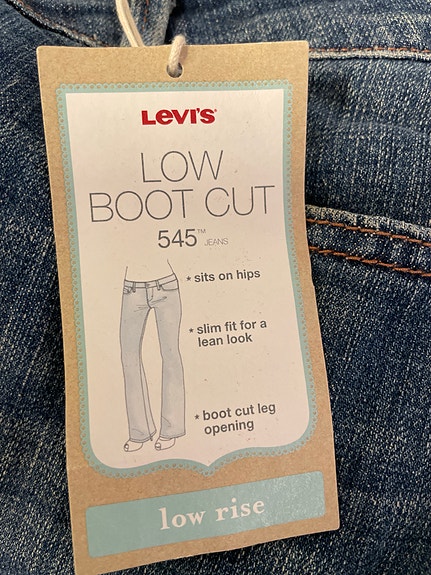 LEVI'S®
LOW
BOOT CUT
545™ JEANS
* sits on hips
* slim fit for a
lean look
* boot cut leg
opening
low rise